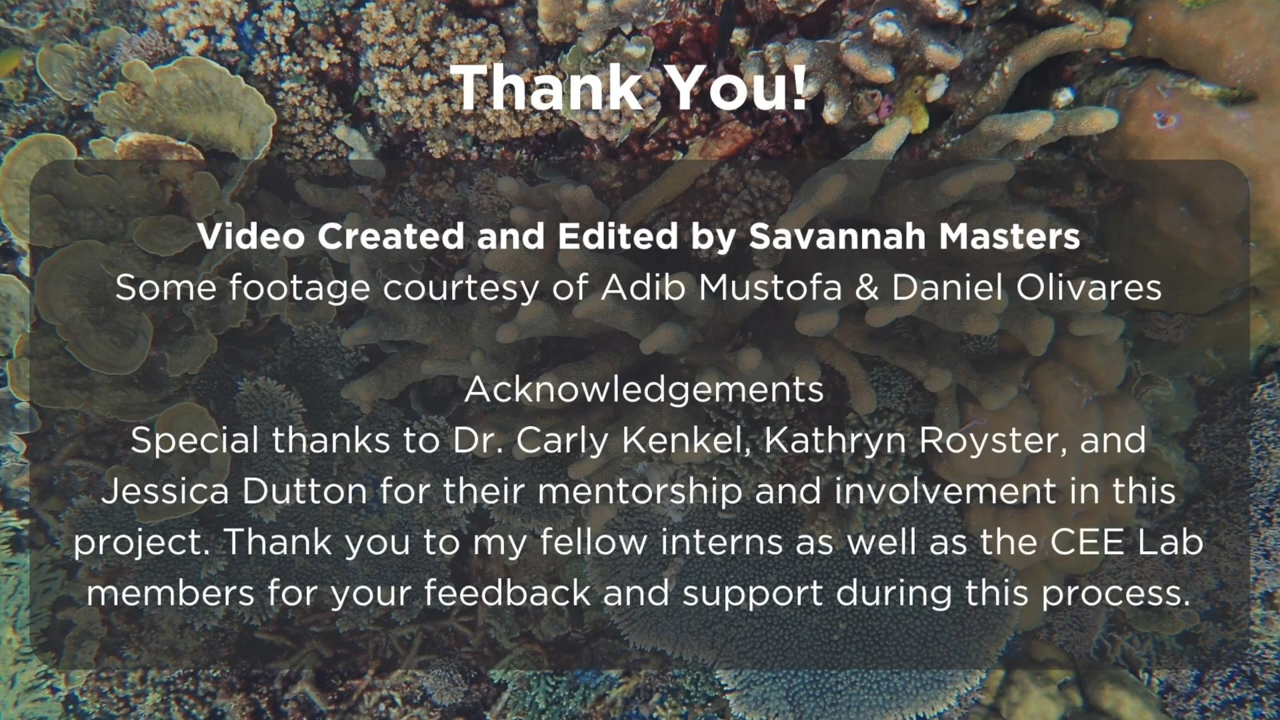 Thank You!
Video Created and Edited by Savannah Masters
Some footage courtesy of Adib Mustofa & Daniel Olivares
Acknowledgements
Special thanks to Dr. Carly Kenkel, Kathryn Royster, and
Jessica Dutton for their mentorship and involvement in this
project. Thank you to my fellow interns as well as the CEE Lab
members for your feedback and support during this process.